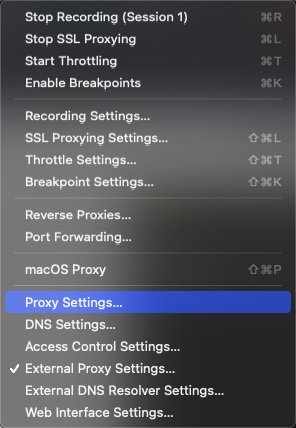 Stop Recording (Session 1) ⌘R
Stop SSL Proxying ⌘L
Start Throttling ⌘T
Enable Breakpoints ⌘K
Recording Settings...
SSL Proxying Settings... ⇧⌘L
Throttle Settings... ⇧⌘T
Breakpoint Settings... ⇧⌘K
Reverse Proxies...
Port Forwarding...
macOS Proxy ⇧⌘P
Proxy Settings...
DNS Settings...
Access Control Settings...
✓ External Proxy Settings...
External DNS Resolver Settings...
Web Interface Settings...